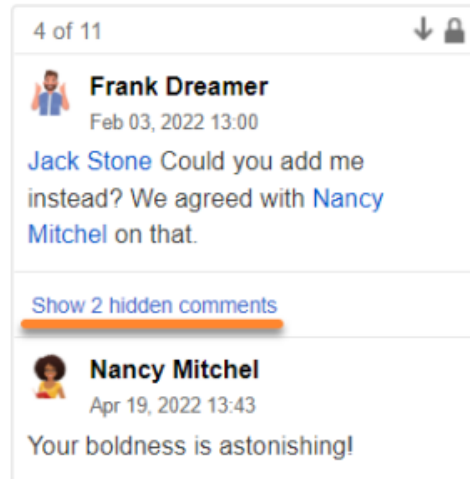 4 of 11
Frank Dreamer
Feb 03, 2022 13:00
Jack Stone Could you add me
instead? We agreed with Nancy
Mitchel on that.
Show 2 hidden comments
Nancy Mitchel
Apr 19, 2022 13:43
Your boldness is astonishing!